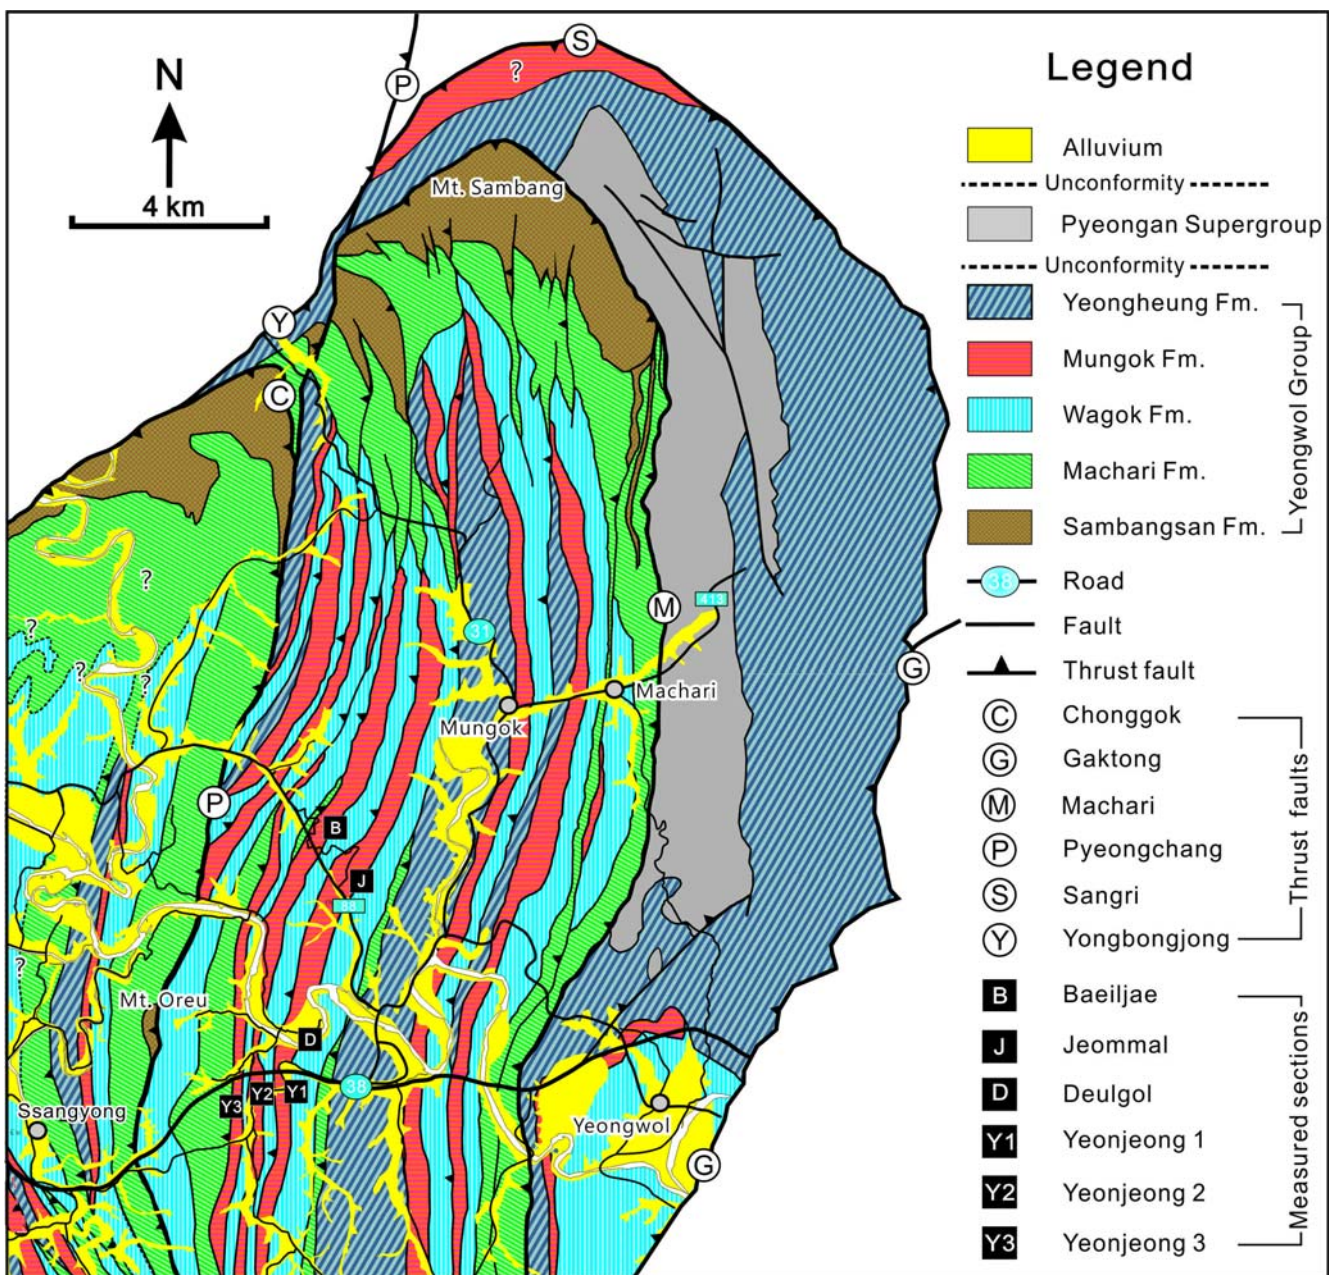 N
4 km
P
S
?
Mt. Sambang
Y
C
?
?
?
?
31
M
413
Machari
Mungok
G
P
B
J
88
?
Mt. Oreu
D
Y1
Y2
Y3
38
Ssangyong
Yeongwol
G
Legend
Alluvium
Unconformity
Pyeongan Supergroup
Unconformity
Yeongheung Fm.
Mungok Fm.
Wagok Fm.
Machari Fm.
Sambangsan Fm.
Yeongwol Group
38 Road
Fault
Thrust fault
C Chonggok
G Gaktong
M Machari
P Pyeongchang
S Sangri
Y Yongbongjong
Thrust faults
B Baeiljae
J Jeommal
D Deulgol
Y1 Yeonjeong 1
Y2 Yeonjeong 2
Y3 Yeonjeong 3
Measured sections